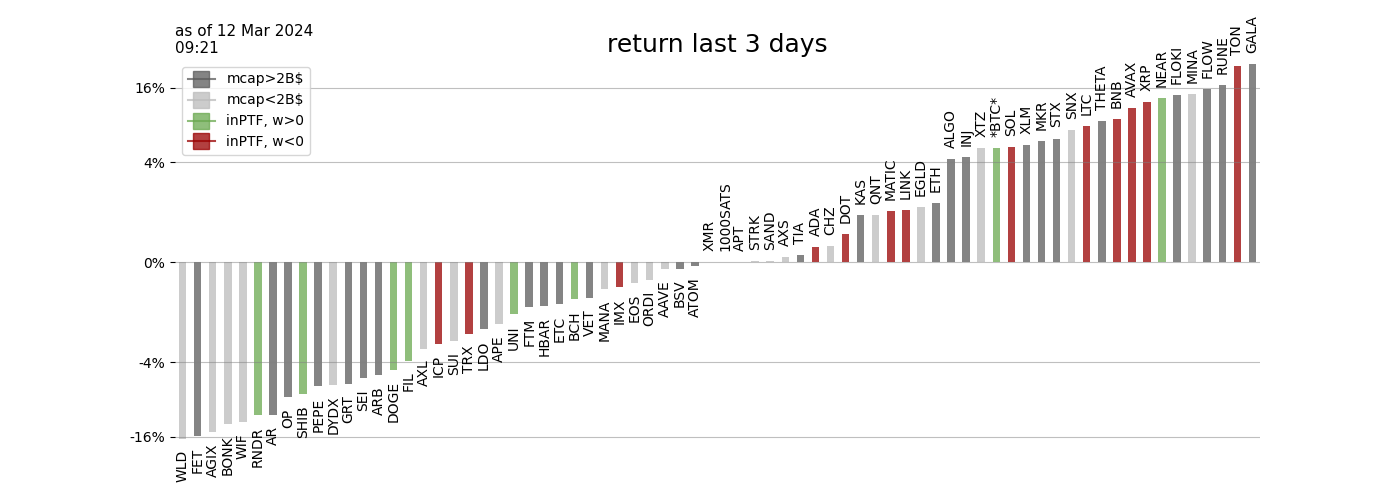 as of 12 Mar 2024
09:21
return last 3 days
mcap>2B$
mcap<2B$
inPTF, w>0
inPTF, w<0
16%
4%
0%
-4%
-16%
WLD
FET
AGIX
BONK
WIF
RNDR
AR
OP
SHIB
PEPE
DYDX
GRT
SEI
ARB
DOGE
FIL
AXL
ICP
SUI
TRX
LDO
APE
UNI
FTM
HBAR
ETC
BCH
VET
MANA
IMX
EOS
ORDI
AAVE
BSV
ATOM
XMR
1000SATS
APT
STRK
SAND
AXS
TIA
ADA
CHZ
DOT
KAS
QNT
MATIC
LINK
EGLD
ETH
ALGO
INJ
XTZ
*BTC*
SOL
XLM
MKR
STX
SNX
LTC
THETA
BNB
AVAX
XRP
NEAR
FLOKI
MINA
FLOW
RUNE
TON
GALA